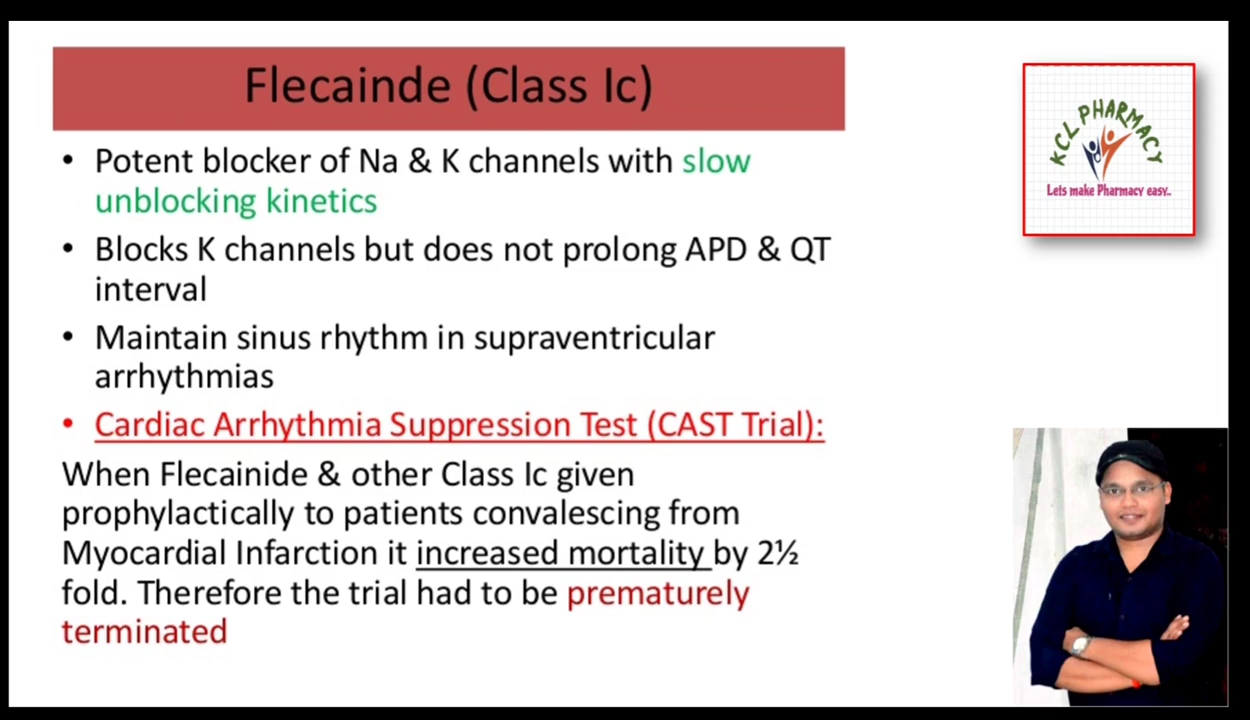 Flecainde (Class Ic)
• Potent blocker of Na & K channels with slow
unblocking kinetics
• Blocks K channels but does not prolong APD & QT
interval
• Maintain sinus rhythm in supraventricular
arrhythmias
• Cardiac Arrhythmia Suppression Test (CAST Trial):
When Flecainide & other Class Ic given
prophylactically to patients convalescing from
Myocardial Infarction it increased mortality by 2½
fold. Therefore the trial had to be prematurely
terminated
KCL PHARMACY
Lets make Pharmacy easy..